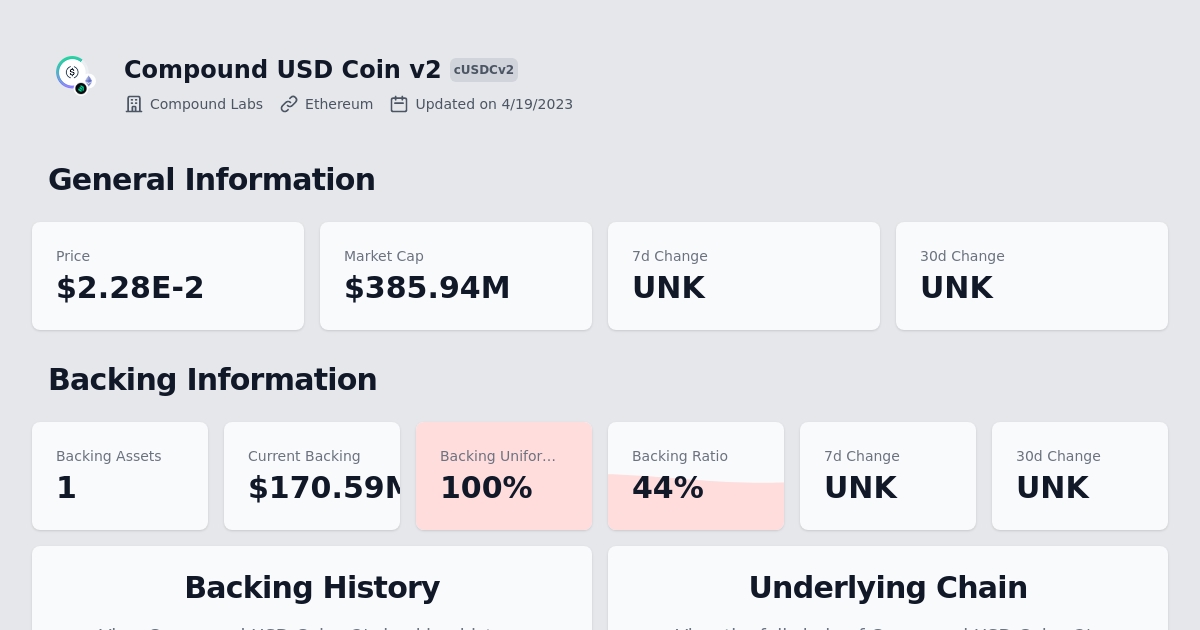 Compound USD Coin v2 cUSDCv2
Compound Labs Ethereum Updated on 4/19/2023
General Information
Price Market Cap 7d Change 30d Change
$2.28E-2 $385.94M UNK UNK
Backing Information
Backing Assets Current Backing Backing Unifor... Backing Ratio 7d Change 30d Change
1 $170.59M 100% 44% UNK UNK
Backing History Underlying Chain